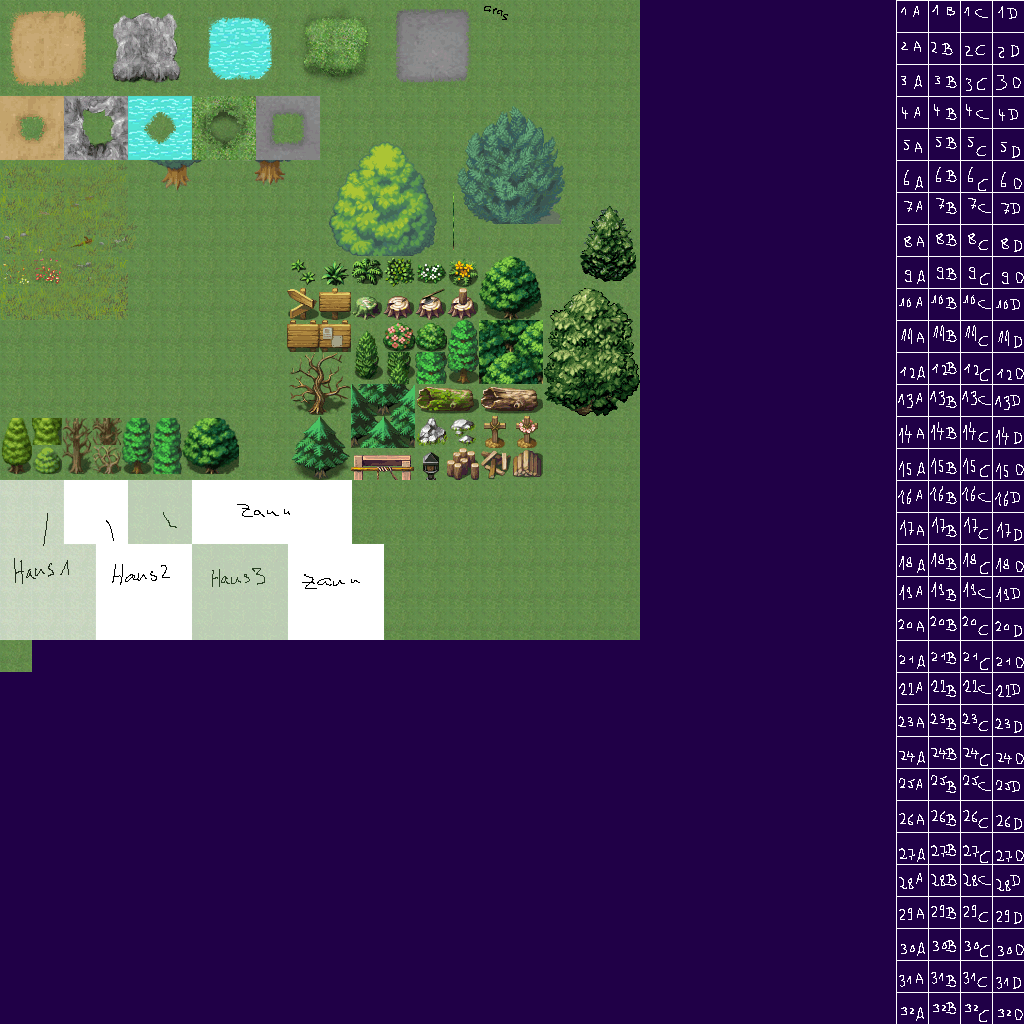 Gras
Zaun
Haus1 Haus2 Haus3 Zaun
1A 1B 1C 1D
2A 2B 2C 2D
3A 3B 3C 3D
4A 4B 4C 4D
5A 5B 5C 5D
6A 6B 6C 6D
7A 7B 7C 7D
8A 8B 8C 8D
9A 9B 9C 9D
10A 10B 10C 10D
11A 11B 11C 11D
12A 12B 12C 12D
13A 13B 13C 13D
14A 14B 14C 14D
15A 15B 15C 15D
16A 16B 16C 16D
17A 17B 17C 17D
18A 18B 18C 18D
19A 19B 19C 19D
20A 20B 20C 20D
21A 21B 21C 21D
22A 22B 22C 22D
23A 23B 23C 23D
24A 24B 24C 24D
25A 25B 25C 25D
26A 26B 26C 26D
27A 27B 27C 27D
28A 28B 28C 28D
29A 29B 29C 29D
30A 30B 30C 30D
31A 31B 31C 31D
32A 32B 32C 32D